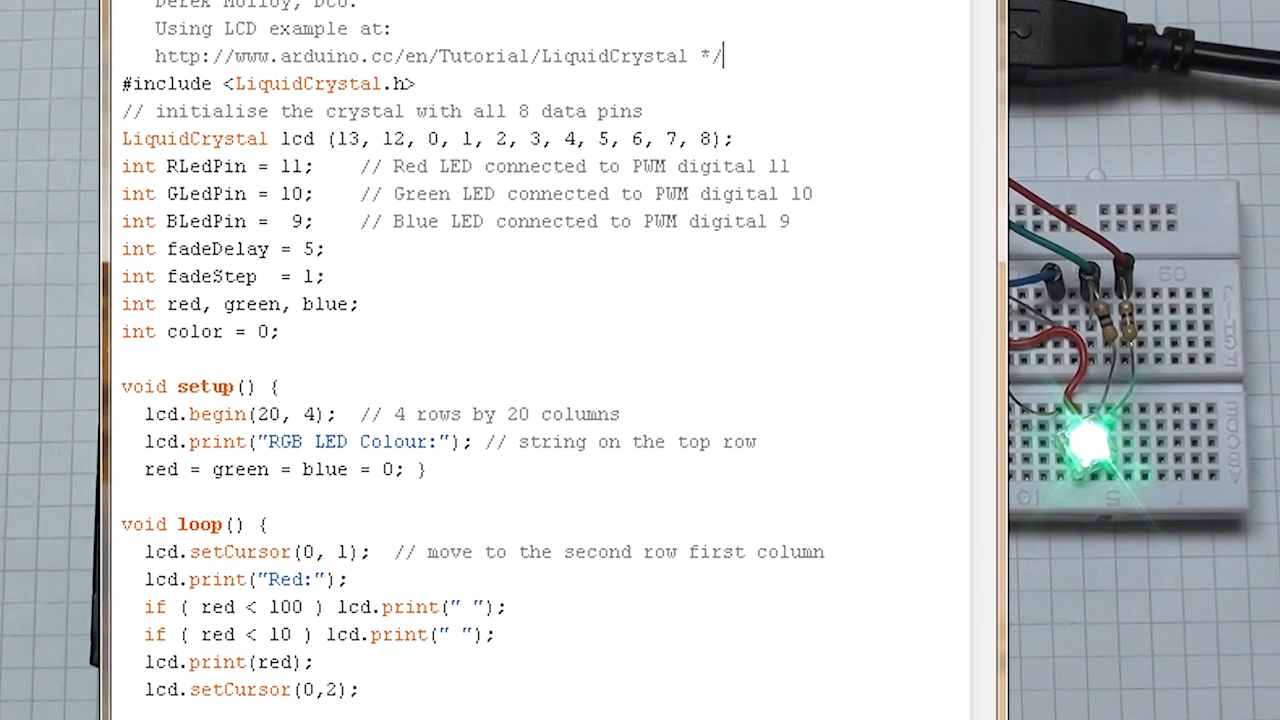 Derek Molloy, DCU.
Using LCD example at:
http://www.arduino.cc/en/Tutorial/LiquidCrystal */
#include <LiquidCrystal.h>
// initialise the crystal with all 8 data pins
LiquidCrystal lcd (13, 12, 0, 1, 2, 3, 4, 5, 6, 7, 8);
int RLedPin = 11;    // Red LED connected to PWM digital 11
int GLedPin = 10;    // Green LED connected to PWM digital 10
int BLedPin =  9;    // Blue LED connected to PWM digital 9
int fadeDelay = 5;
int fadeStep  = 1;
int red, green, blue;
int color = 0;
void setup() {
  lcd.begin(20, 4);  // 4 rows by 20 columns
  lcd.print("RGB LED Colour:"); // string on the top row
  red = green = blue = 0; }
void loop() {
  lcd.setCursor(0, 1);  // move to the second row first column
  lcd.print("Red:");
  if ( red < 100 ) lcd.print(" ");
  if ( red < 10 ) lcd.print(" ");
  lcd.print(red);
  lcd.setCursor(0,2);
60
10
5
1